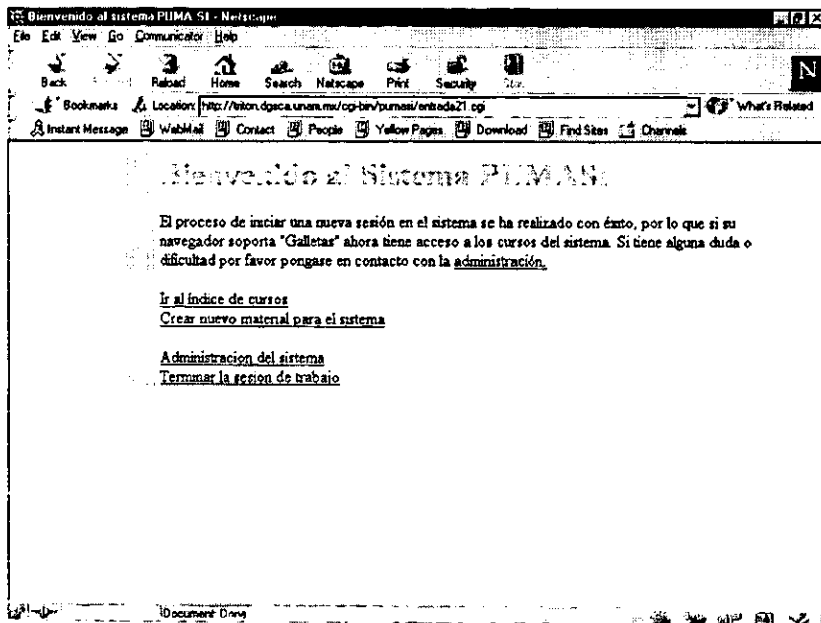 Bienvenido al sistema PUMA SI - Netscape
File Edit View Go Communicator Help
Back Reload Home Search Netscape Print Security
Bookmarks Location: http://triton.dgsca.unam.mx/cgi-bin/pumasi/entrada21.cgi What's Related
Instant Message WebMail Contact People Yellow Pages Download Find Sites Channels
Bienvenido al Sistema PUMAS
El proceso de iniciar una nueva sesión en el sistema se ha realizado con éxito, por lo que si su
navegador soporta "Galletas" ahora tiene acceso a los cursos del sistema. Si tiene alguna duda o
dificultad por favor pongase en contacto con la administración.
Ir al índice de cursos
Crear nuevo material para el sistema
Administracion del sistema
Terminar la sesion de trabajo
Document Done